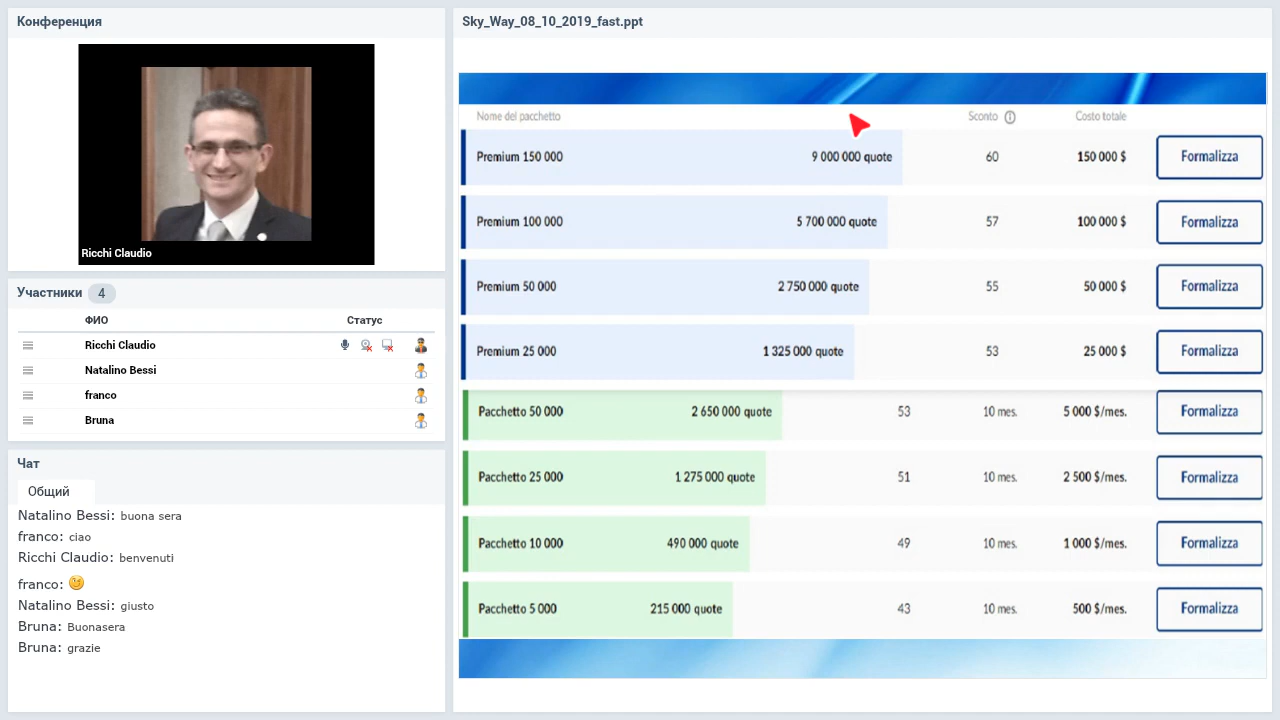 Конференция
Ricchi Claudio
Участники 4
ФИО Статус
Ricchi Claudio
Natalino Bessi
franco
Bruna
Чат
Общий
Natalino Bessi: buona sera
franco: ciao
Ricchi Claudio: benvenuti
franco:
Natalino Bessi: giusto
Bruna: Buonasera
Bruna: grazie
Sky_Way_08_10_2019_fast.ppt
Nome del pacchetto Sconto Costo totale
Premium 150 000 9 000 000 quote 60 150 000 $ Formalizza
Premium 100 000 5 700 000 quote 57 100 000 $ Formalizza
Premium 50 000 2 750 000 quote 55 50 000 $ Formalizza
Premium 25 000 1 325 000 quote 53 25 000 $ Formalizza
Pacchetto 50 000 2 650 000 quote 53 10 mes. 5 000 $/mes. Formalizza
Pacchetto 25 000 1 275 000 quote 51 10 mes. 2 500 $/mes. Formalizza
Pacchetto 10 000 490 000 quote 49 10 mes. 1 000 $/mes. Formalizza
Pacchetto 5 000 215 000 quote 43 10 mes. 500 $/mes. Formalizza